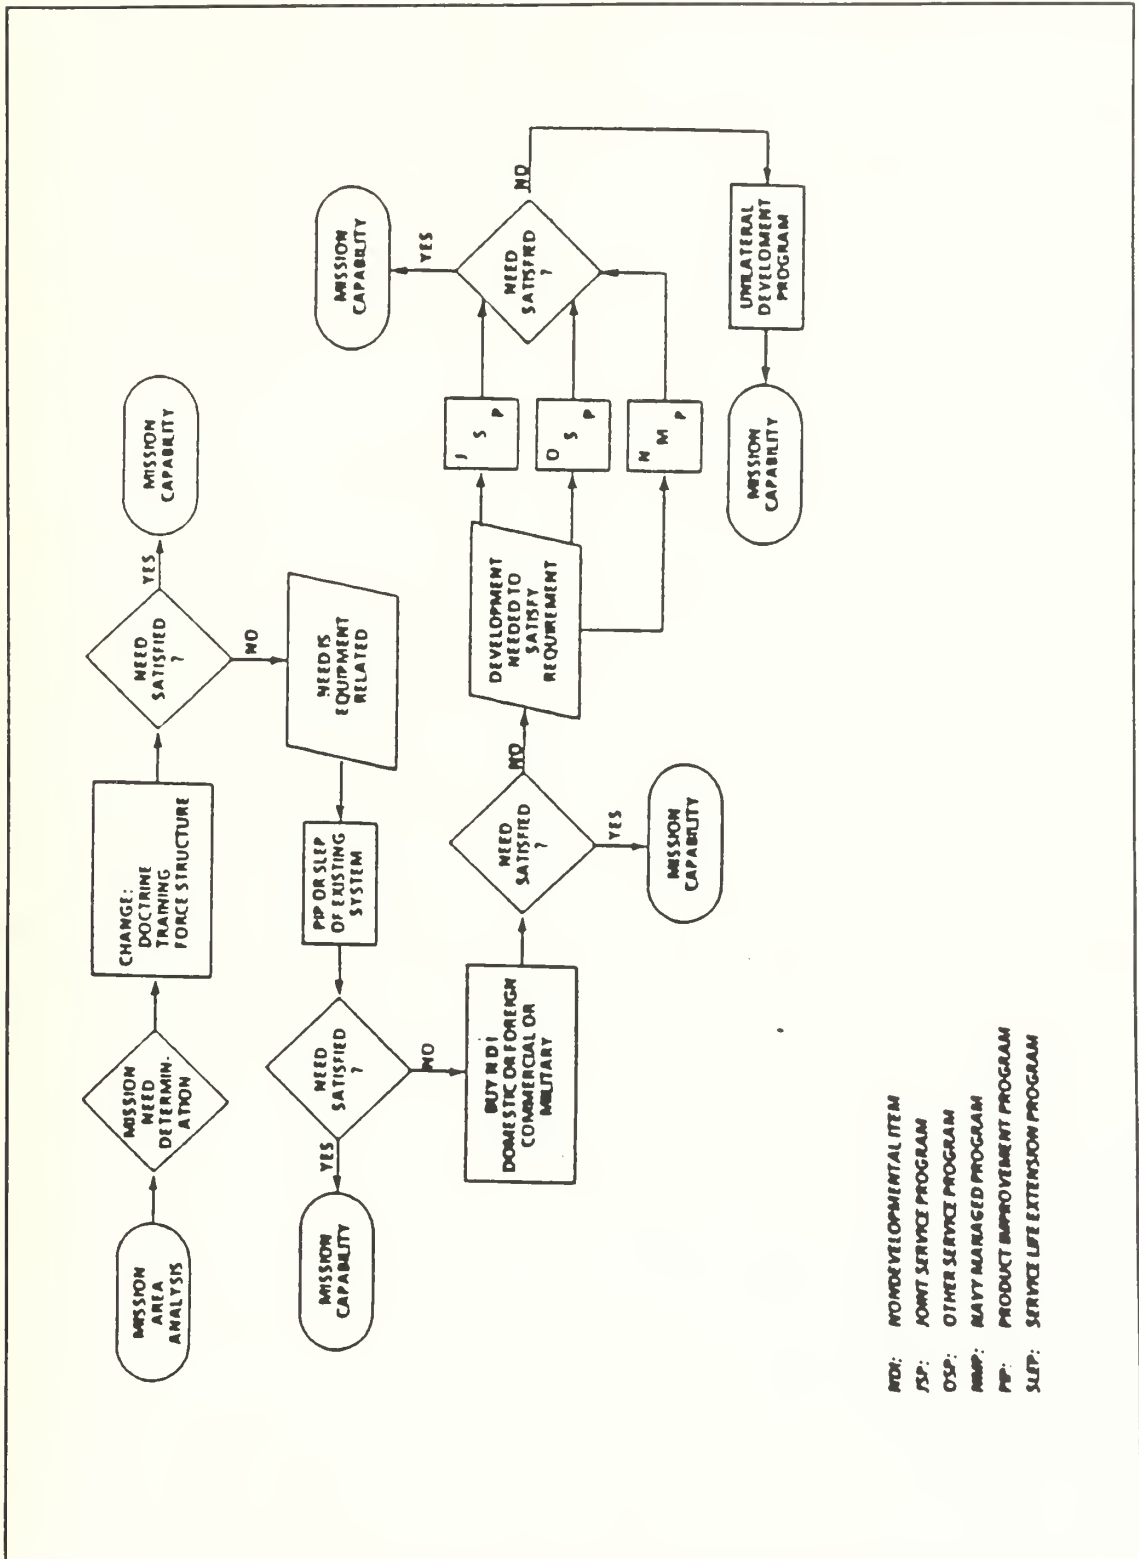 MISSION
AREA
ANALYSIS
MISSION
NEED
DETERMIN-
ATION
CHANGE:
DOCTRINE
TRAINING
FORCE STRUCTURE
NEED
SATISFIED
?
YES
MISSION
CAPABILITY
NO
NEED IS
EQUIPMENT
RELATED
PIP OR SLEP
OF EXISTING
SYSTEM
NEED
SATISFIED
?
YES
MISSION
CAPABILITY
NO
BUY NDI
DOMESTIC OR FOREIGN
COMMERCIAL OR
MILITARY
NEED
SATISFIED
?
YES
MISSION
CAPABILITY
NO
DEVELOPMENT
NEEDED TO
SATISFY
REQUIREMENT
J S P
O S P
N M P
NEED
SATISFIED
?
YES
MISSION
CAPABILITY
NO
UNILATERAL
DEVELOMENT
PROGRAM
MISSION
CAPABILITY
NDI: NONDEVELOPMENTAL ITEM
JSP: JOINT SERVICE PROGRAM
OSP: OTHER SERVICE PROGRAM
NMP: NAVY MANAGED PROGRAM
PIP: PRODUCT IMPROVEMENT PROGRAM
SLEP: SERVICE LIFE EXTENSION PROGRAM